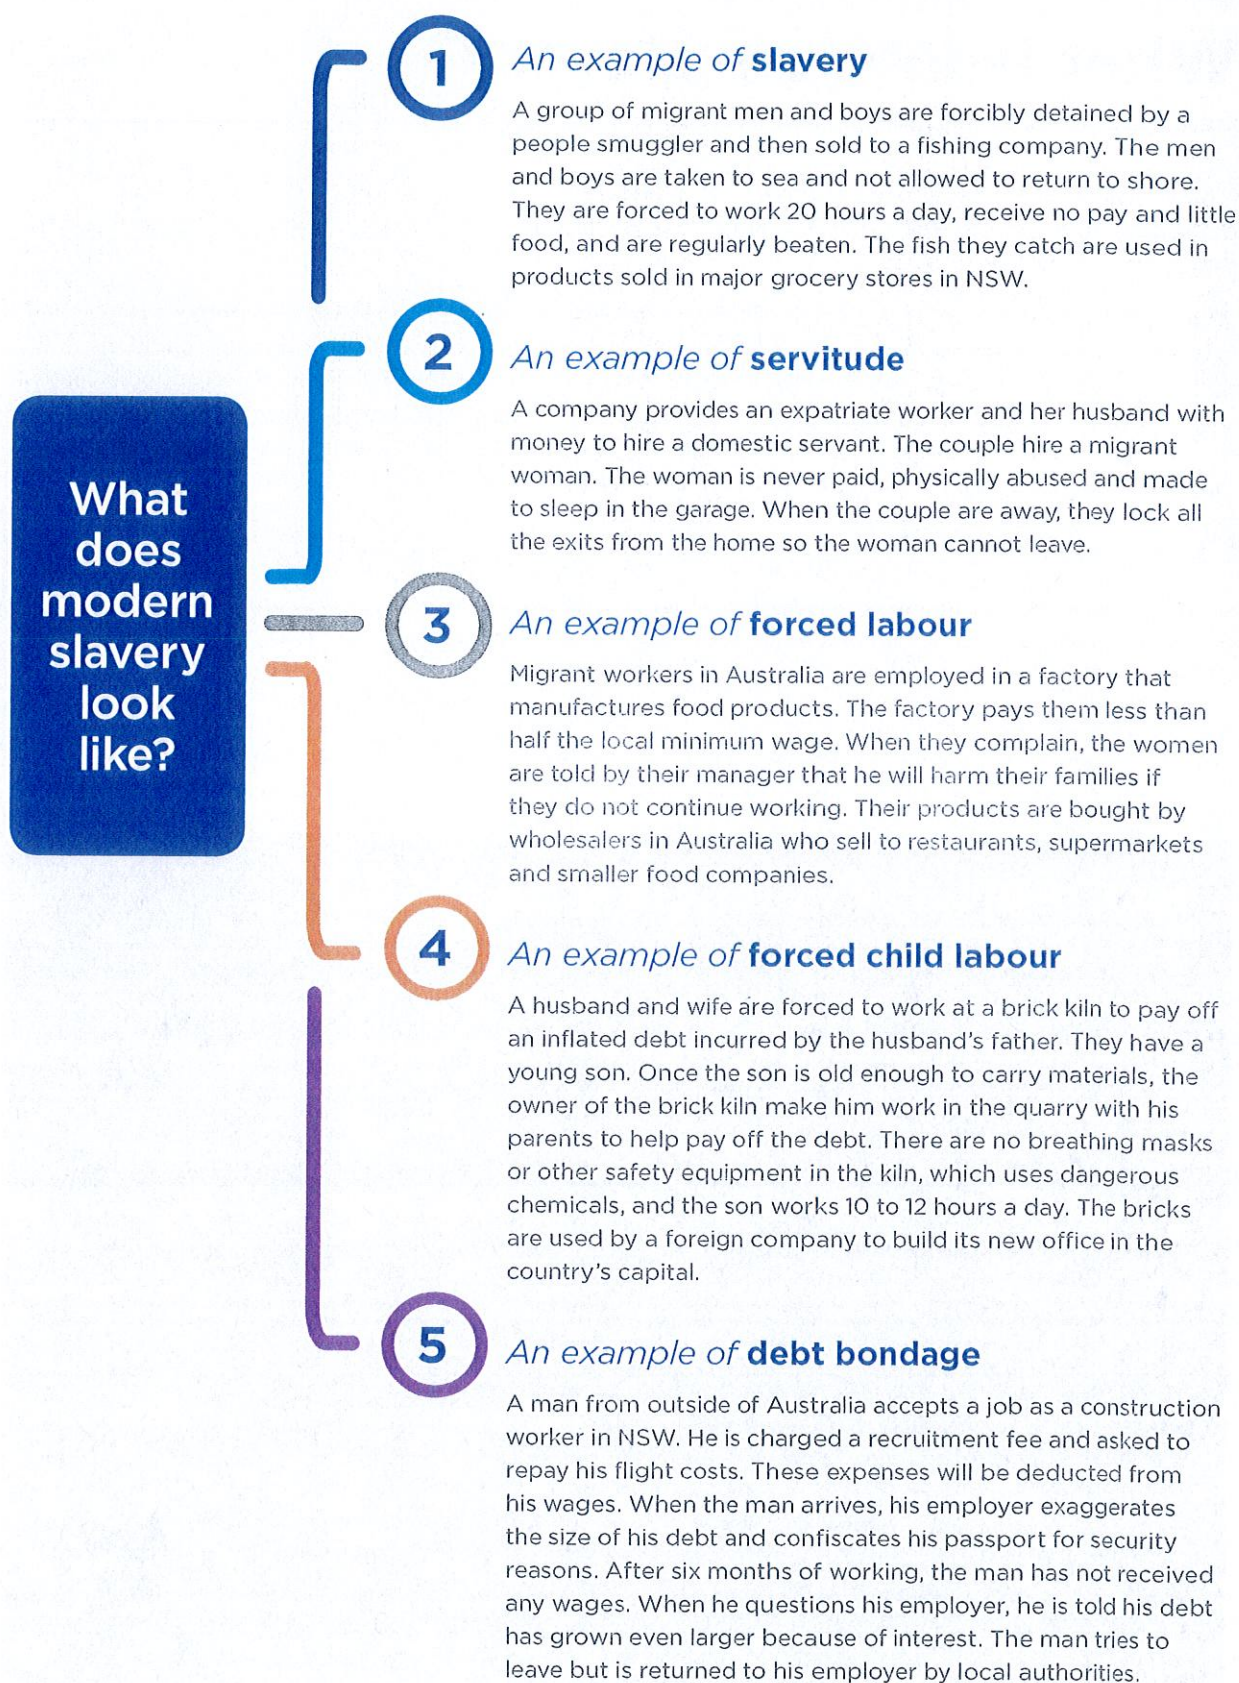 What
does
modern
slavery
look
like?
1
An example of slavery
A group of migrant men and boys are forcibly detained by a
people smuggler and then sold to a fishing company. The men
and boys are taken to sea and not allowed to return to shore.
They are forced to work 20 hours a day, receive no pay and little
food, and are regularly beaten. The fish they catch are used in
products sold in major grocery stores in NSW.
2
An example of servitude
A company provides an expatriate worker and her husband with
money to hire a domestic servant. The couple hire a migrant
woman. The woman is never paid, physically abused and made
to sleep in the garage. When the couple are away, they lock all
the exits from the home so the woman cannot leave.
3
An example of forced labour
Migrant workers in Australia are employed in a factory that
manufactures food products. The factory pays them less than
half the local minimum wage. When they complain, the women
are told by their manager that he will harm their families if
they do not continue working. Their products are bought by
wholesalers in Australia who sell to restaurants, supermarkets
and smaller food companies.
4
An example of forced child labour
A husband and wife are forced to work at a brick kiln to pay off
an inflated debt incurred by the husband's father. They have a
young son. Once the son is old enough to carry materials, the
owner of the brick kiln make him work in the quarry with his
parents to help pay off the debt. There are no breathing masks
or other safety equipment in the kiln, which uses dangerous
chemicals, and the son works 10 to 12 hours a day. The bricks
are used by a foreign company to build its new office in the
country's capital.
5
An example of debt bondage
A man from outside of Australia accepts a job as a construction
worker in NSW. He is charged a recruitment fee and asked to
repay his flight costs. These expenses will be deducted from
his wages. When the man arrives, his employer exaggerates
the size of his debt and confiscates his passport for security
reasons. After six months of working, the man has not received
any wages. When he questions his employer, he is told his debt
has grown even larger because of interest. The man tries to
leave but is returned to his employer by local authorities.